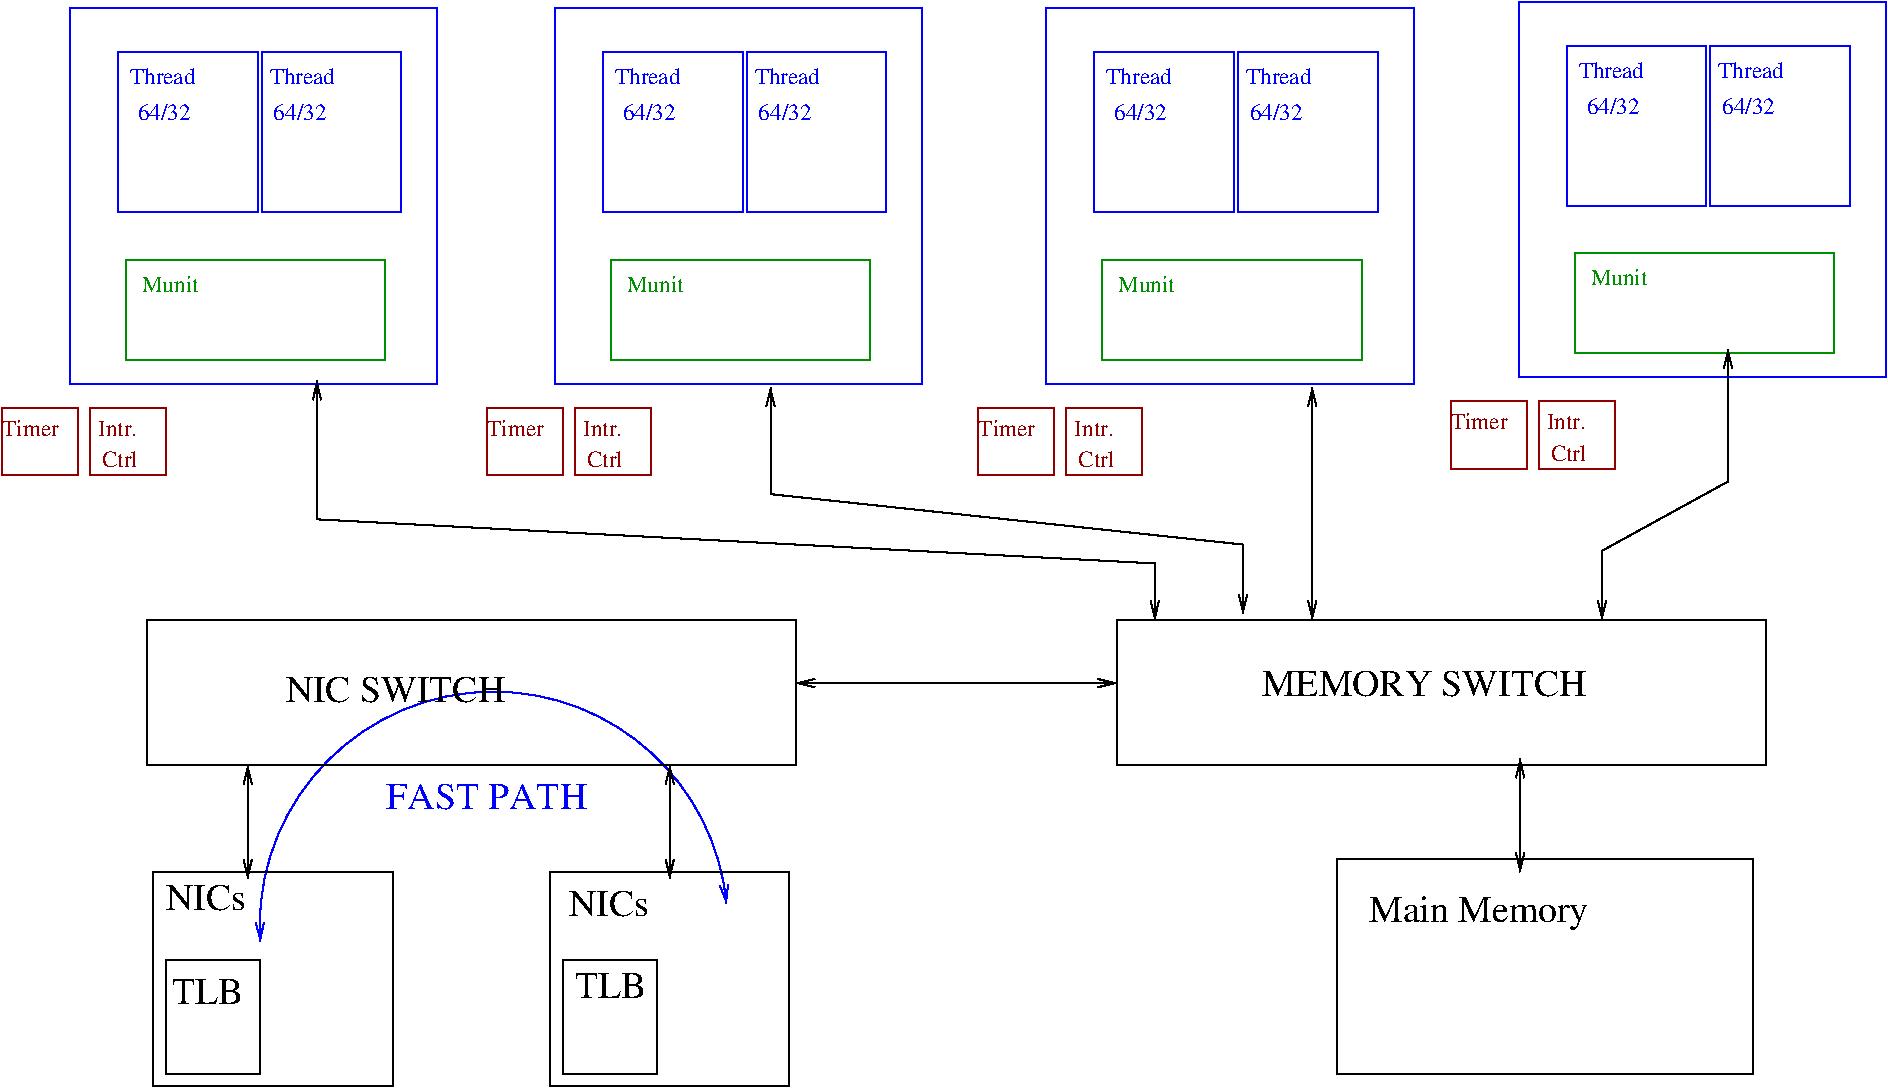 Thread
64/32
Thread
64/32
Munit
Timer
Intr.
Ctrl
Thread
64/32
Thread
64/32
Munit
Timer
Intr.
Ctrl
Thread
64/32
Thread
64/32
Munit
Timer
Intr.
Ctrl
Thread
64/32
Thread
64/32
Munit
Timer
Intr.
Ctrl
NIC SWITCH
MEMORY SWITCH
FAST PATH
NICs
TLB
NICs
TLB
Main Memory